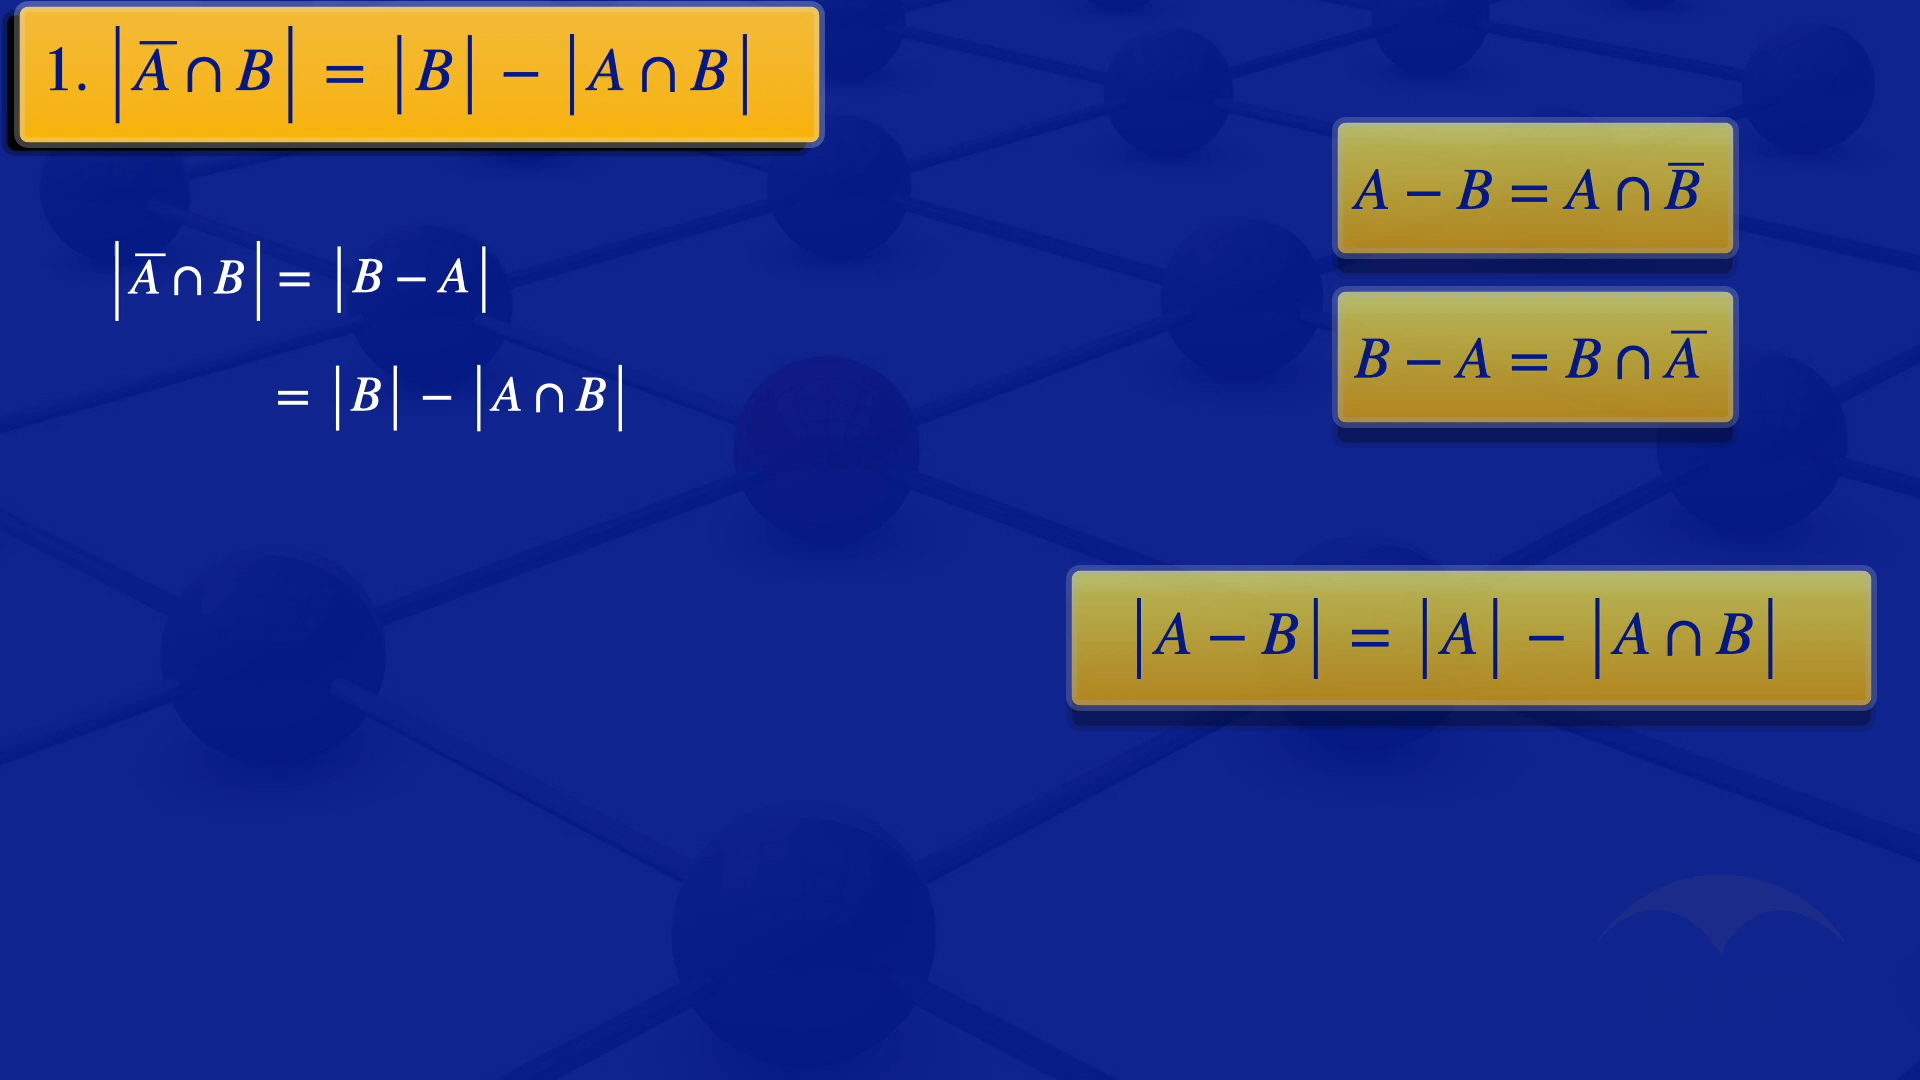 1. |A̅ ∩ B| = |B| − |A ∩ B|
|A̅ ∩ B| = |B − A|
= |B| − |A ∩ B|
A − B = A ∩ B̅
B − A = B ∩ A̅
|A − B| = |A| − |A ∩ B|